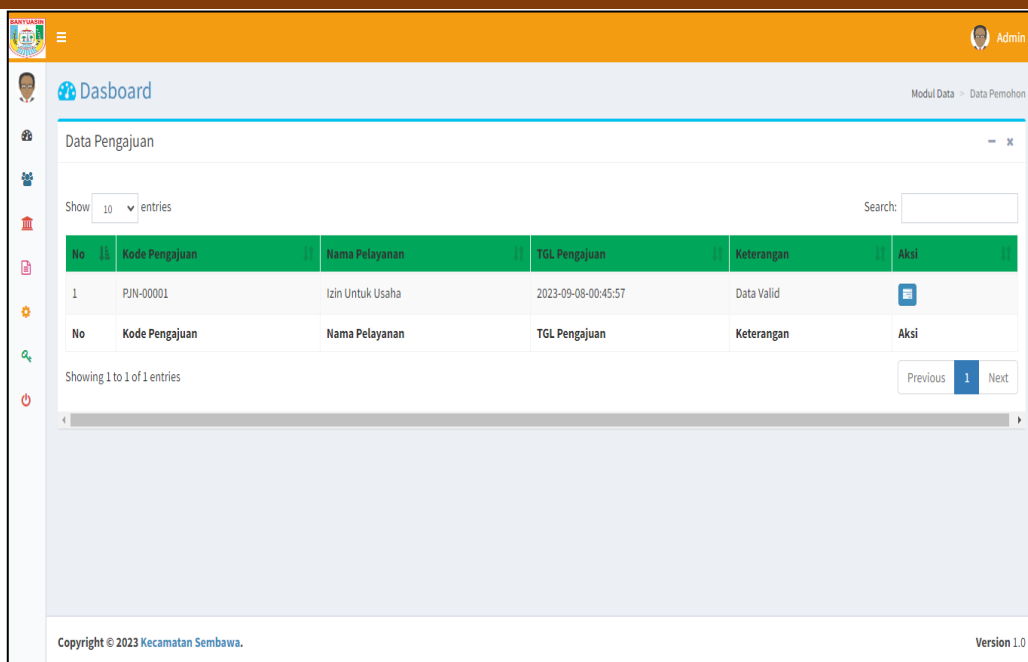 BANYUASIN
Admin
Dasboard
Modul Data > Data Pemohon
Data Pengajuan
Show 10 entries
Search:
No Kode Pengajuan Nama Pelayanan TGL Pengajuan Keterangan Aksi
1 PJN-00001 Izin Untuk Usaha 2023-09-08-00:45:57 Data Valid
No Kode Pengajuan Nama Pelayanan TGL Pengajuan Keterangan Aksi
Showing 1 to 1 of 1 entries
Previous 1 Next
Copyright © 2023 Kecamatan Sembawa.
Version 1.0